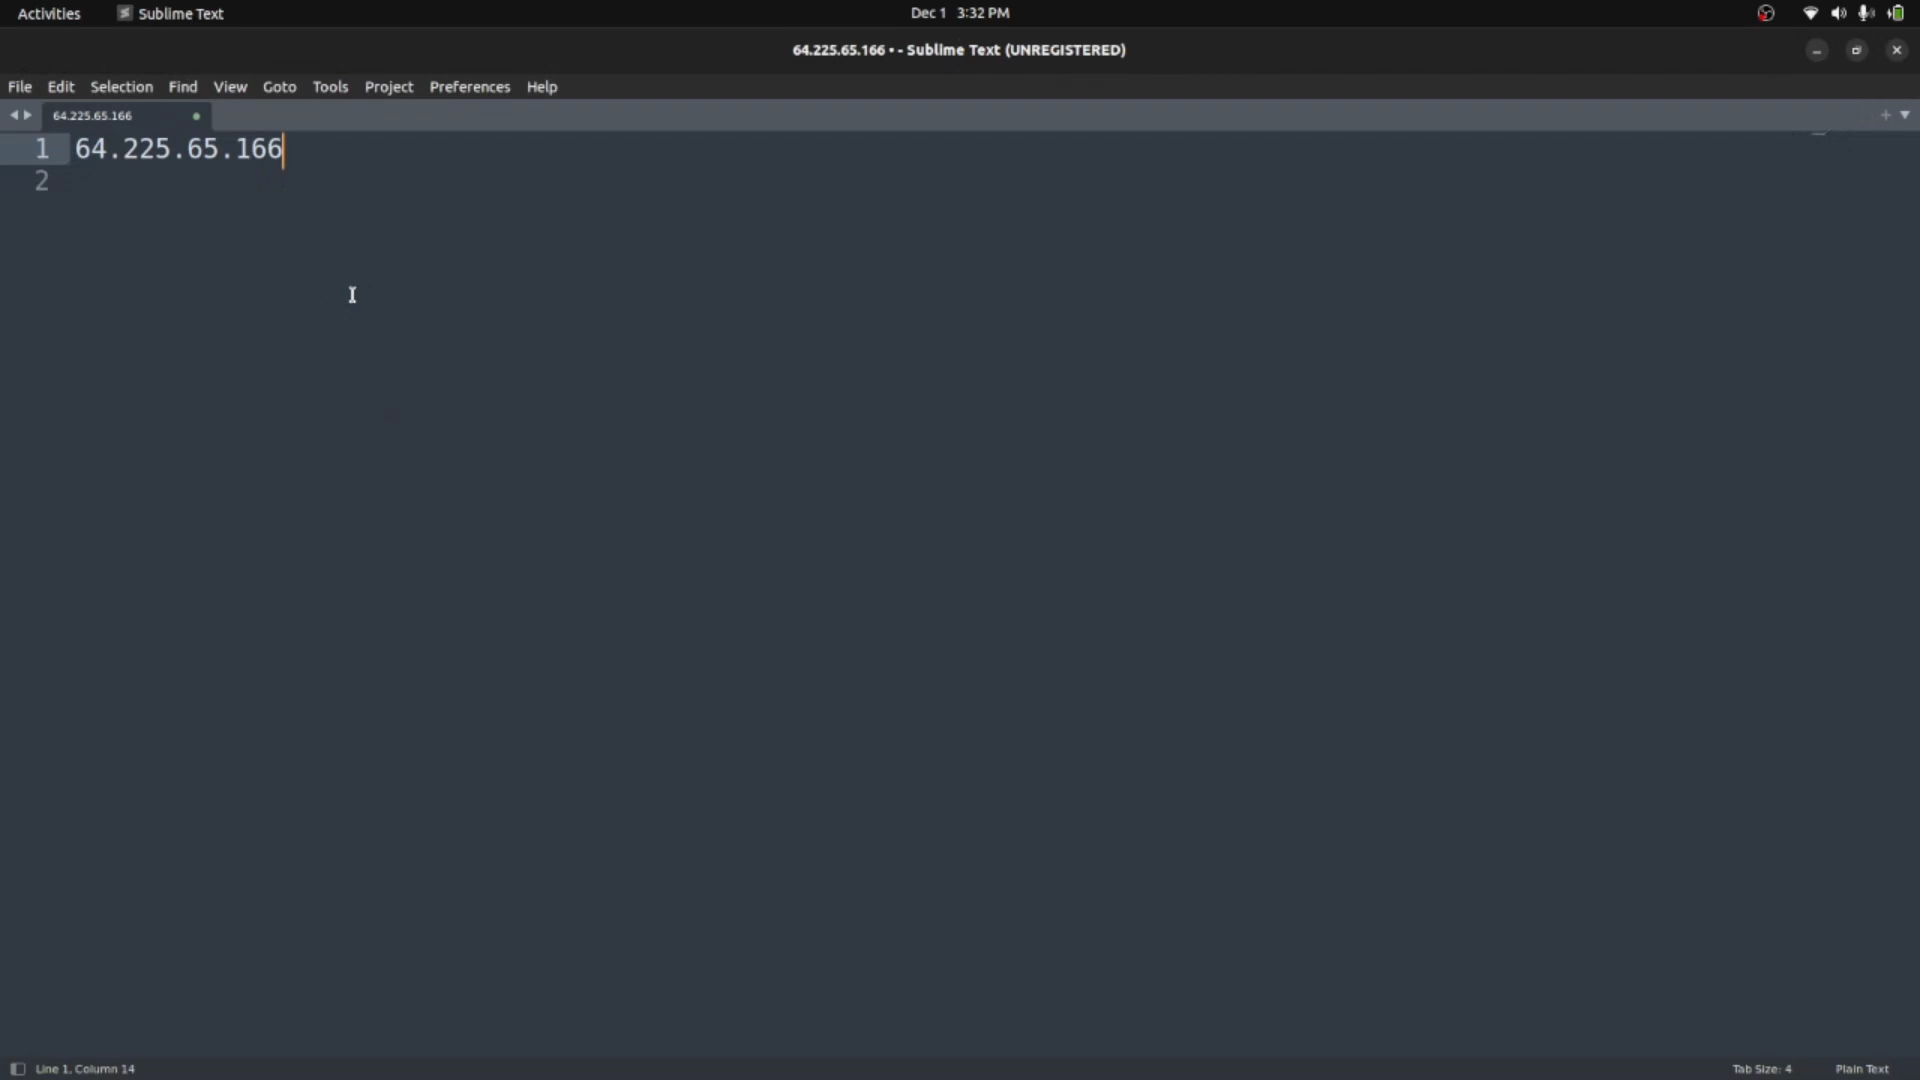 Activities Sublime Text Dec 1 3:32 PM
64.225.65.166 • - Sublime Text (UNREGISTERED)
File Edit Selection Find View Goto Tools Project Preferences Help
64.225.65.166
1 64.225.65.166
2
Line 1, Column 14 Tab Size: 4 Plain Text